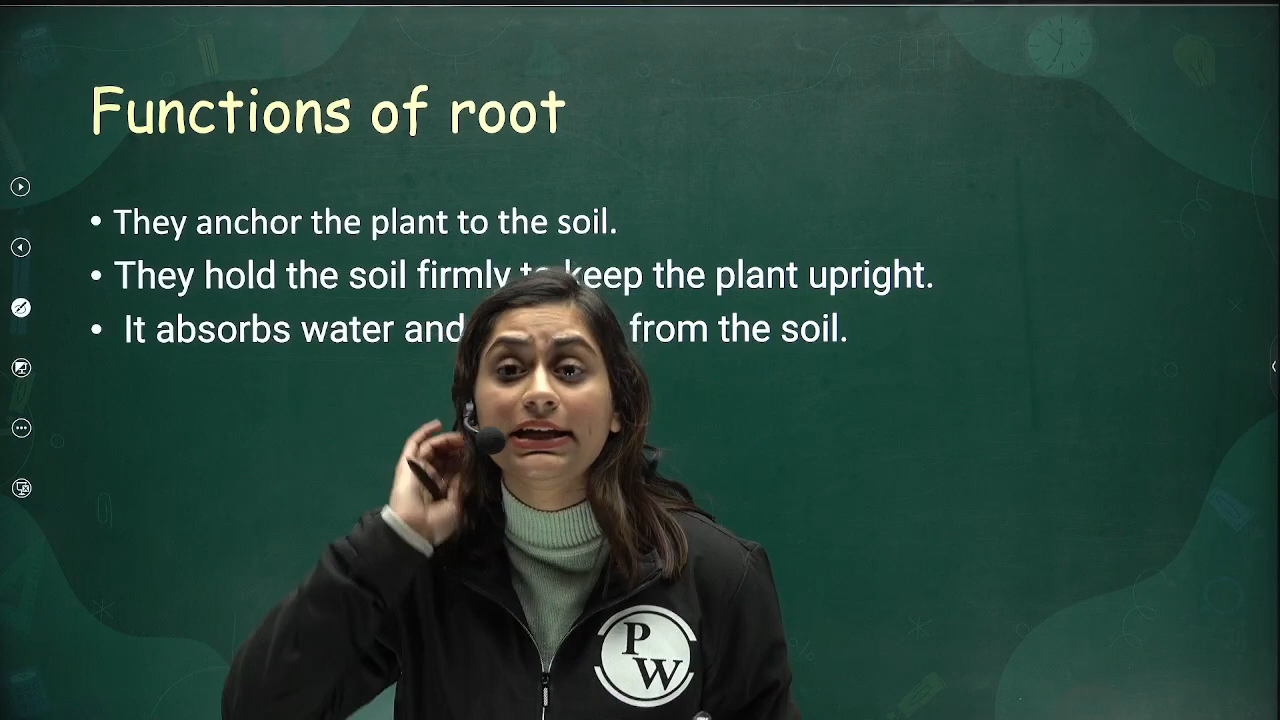 Functions of root
• They anchor the plant to the soil.
• They hold the soil firmly to keep the plant upright.
• It absorbs water and from the soil.
PW